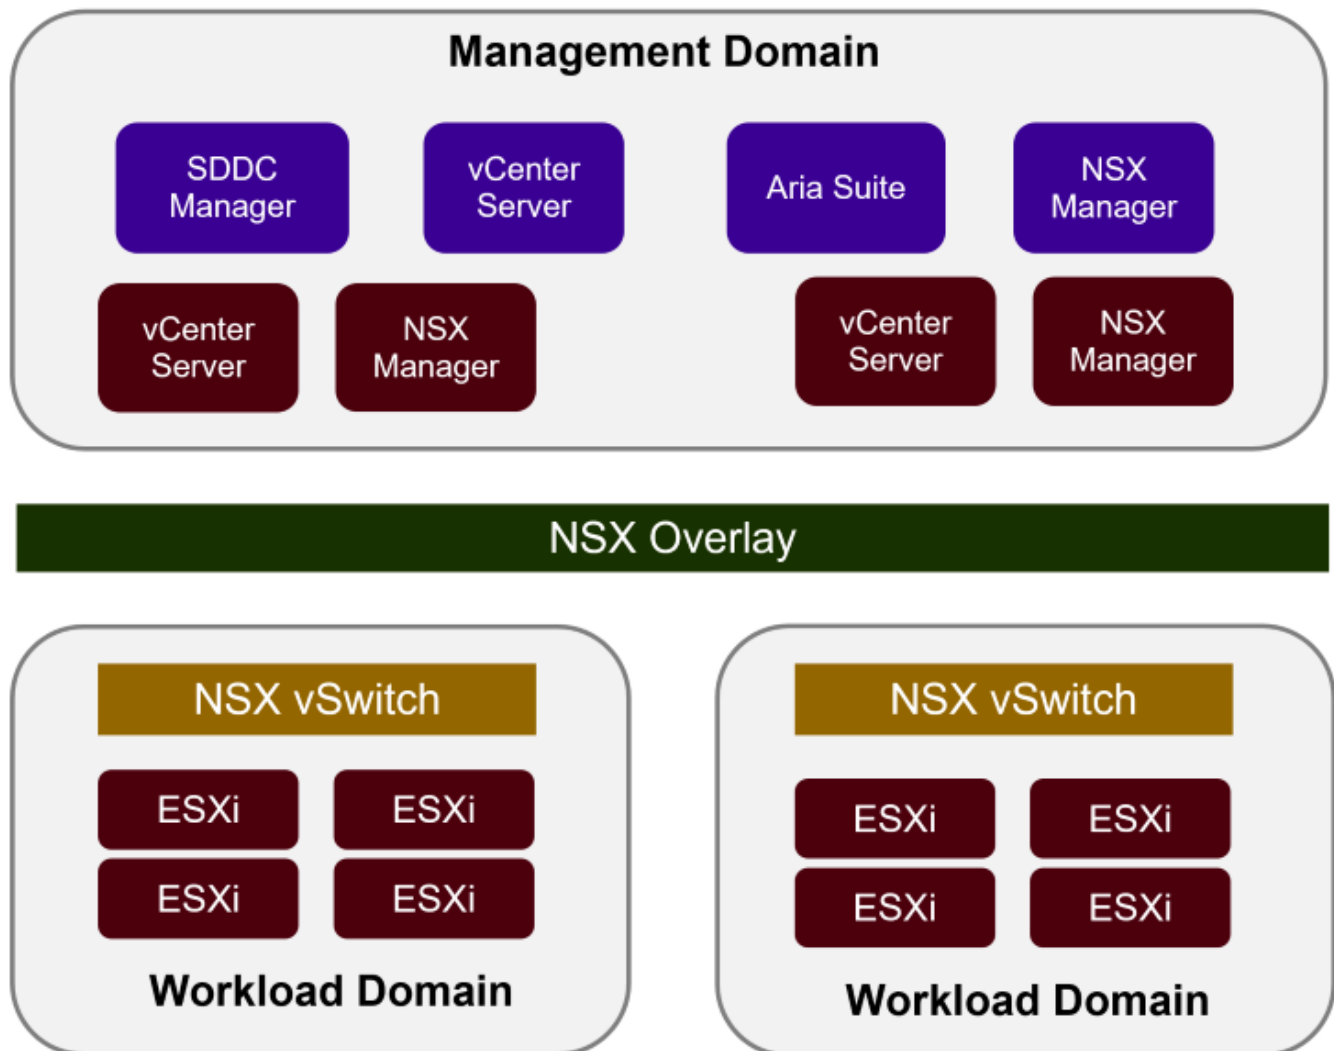 Management Domain
SDDC
Manager
vCenter
Server
Aria Suite
NSX
Manager
vCenter
Server
NSX
Manager
vCenter
Server
NSX
Manager
NSX Overlay
NSX vSwitch
ESXi
ESXi
ESXi
ESXi
Workload Domain
NSX vSwitch
ESXi
ESXi
ESXi
ESXi
Workload Domain